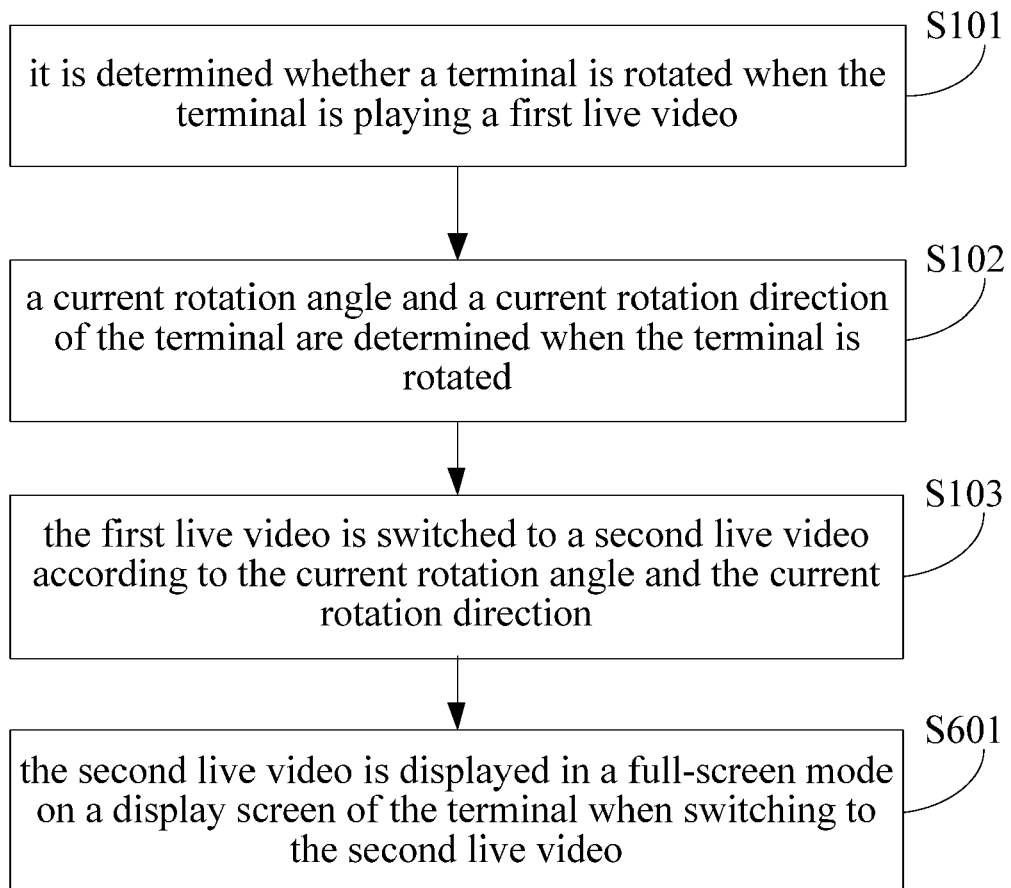 S101
it is determined whether a terminal is rotated when the
terminal is playing a first live video
S102
a current rotation angle and a current rotation direction
of the terminal are determined when the terminal is
rotated
S103
the first live video is switched to a second live video
according to the current rotation angle and the current
rotation direction
S601
the second live video is displayed in a full-screen mode
on a display screen of the terminal when switching to
the second live video